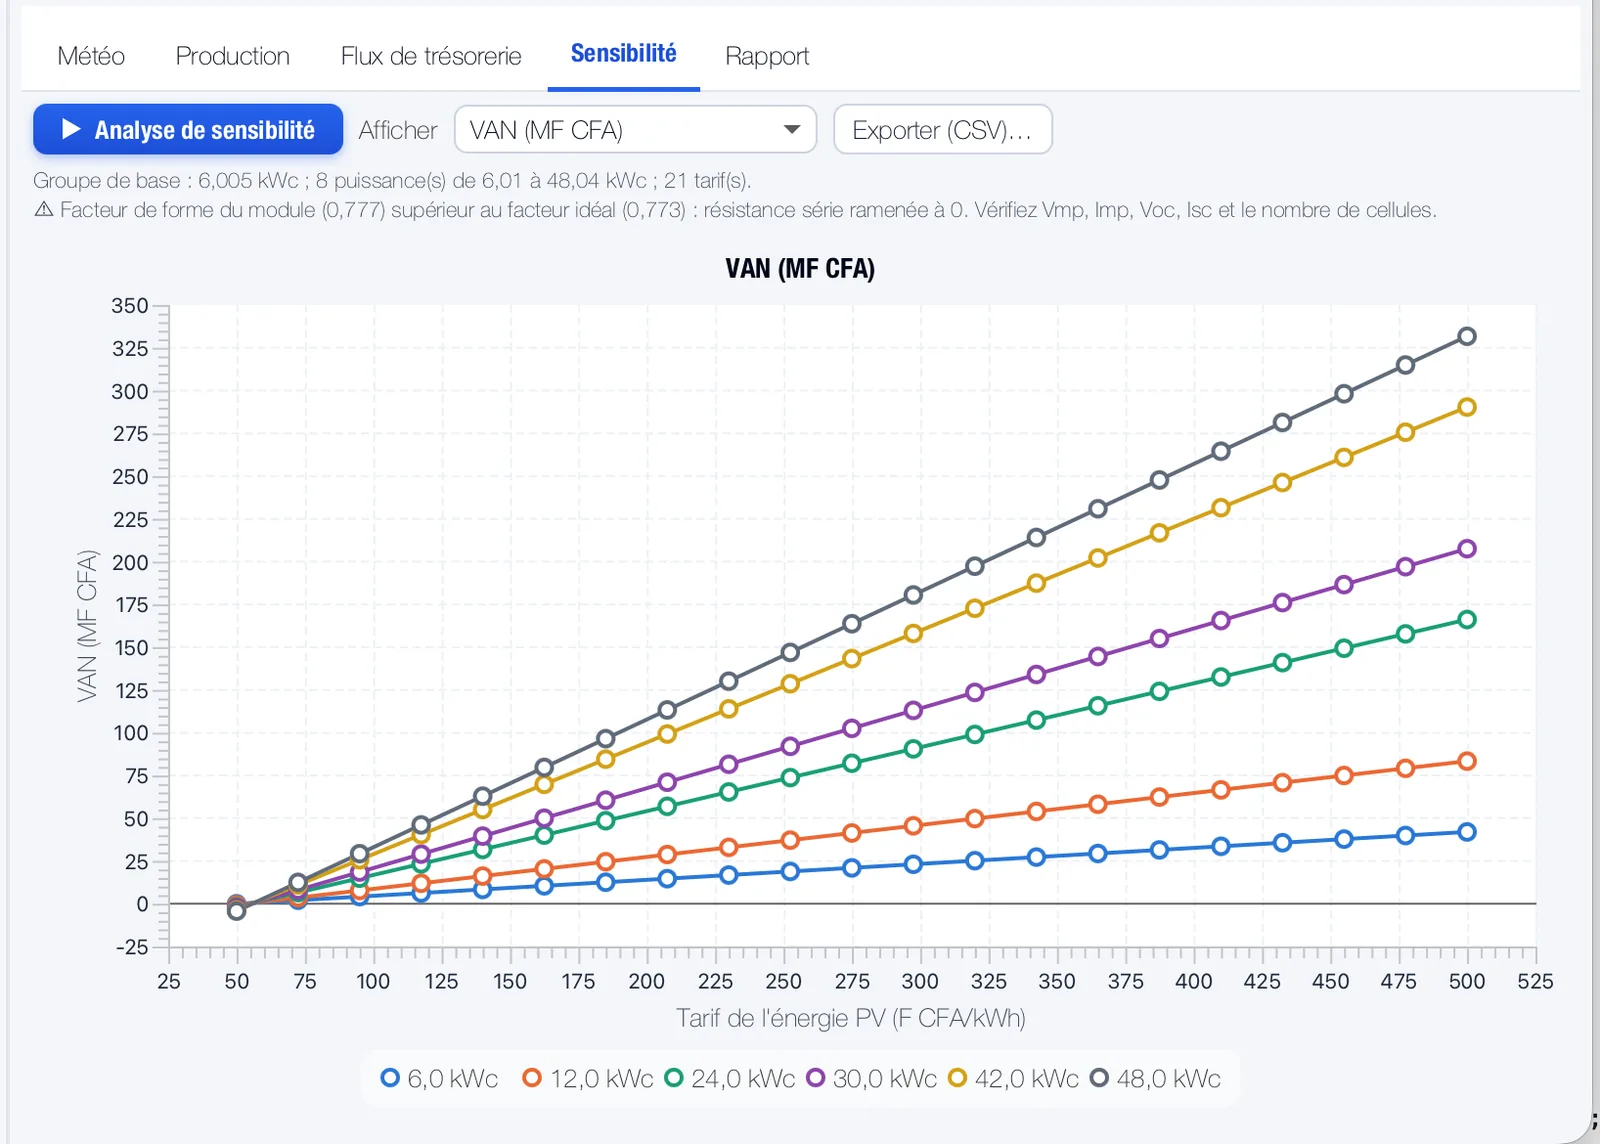 Météo Production Flux de trésorerie Sensibilité Rapport
▶ Analyse de sensibilité Afficher VAN (MF CFA) Exporter (CSV)...
Groupe de base : 6,005 kWc ; 8 puissance(s) de 6,01 à 48,04 kWc ; 21 tarif(s).
⚠ Facteur de forme du module (0,777) supérieur au facteur idéal (0,773) : résistance série ramenée à 0. Vérifiez Vmp, Imp, Voc, Isc et le nombre de cellules.
VAN (MF CFA)
350
325
300
275
250
225
200
175
150
125
100
75
50
25
0
-25
VAN (MF CFA)
25 50 75 100 125 150 175 200 225 250 275 300 325 350 375 400 425 450 475 500 525
Tarif de l'énergie PV (F CFA/kWh)
6,0 kWc 12,0 kWc 24,0 kWc 30,0 kWc 42,0 kWc 48,0 kWc
;